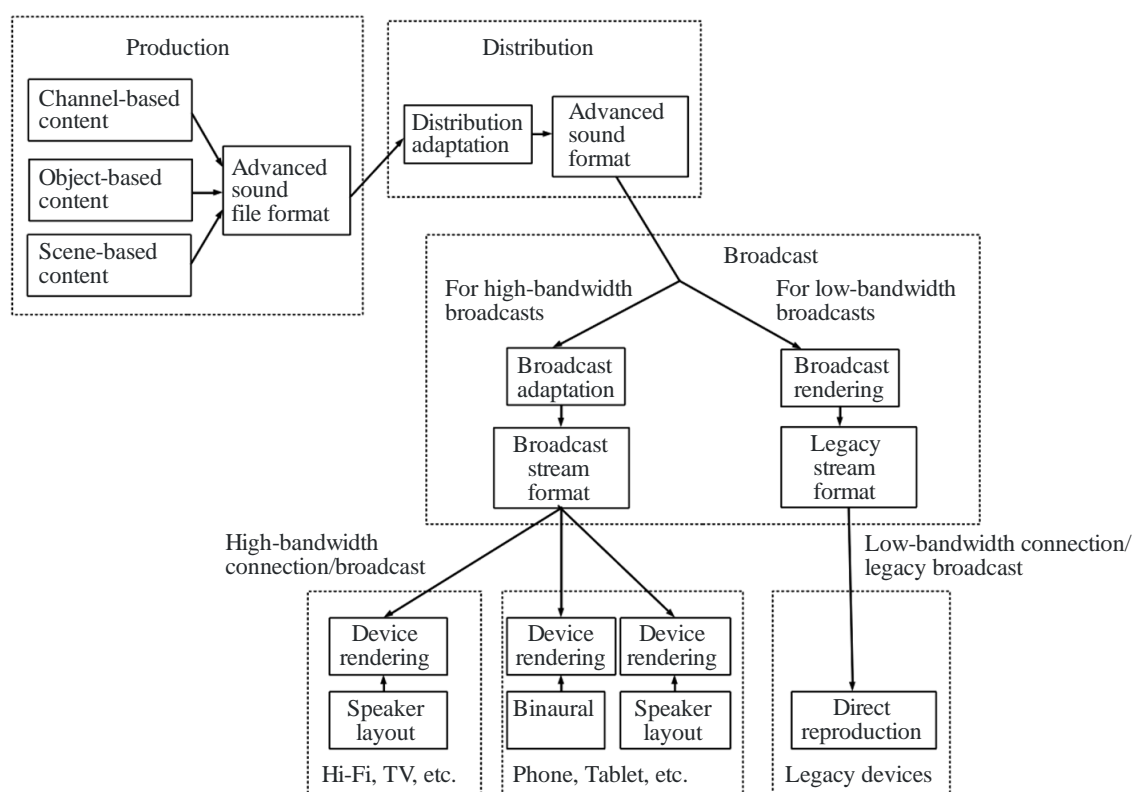 Production
Channel-based
content
Object-based
content
Scene-based
content
Advanced
sound
file format
Distribution
Distribution
adaptation
Advanced
sound
format
Broadcast
For high-bandwidth
broadcasts
For low-bandwidth
broadcasts
Broadcast
adaptation
Broadcast
rendering
Broadcast
stream
format
Legacy
stream
format
High-bandwidth
connection/broadcast
Low-bandwidth connection/
legacy broadcast
Device
rendering
Speaker
layout
Hi-Fi, TV, etc.
Device
rendering
Binaural
Device
rendering
Speaker
layout
Phone, Tablet, etc.
Direct
reproduction
Legacy devices